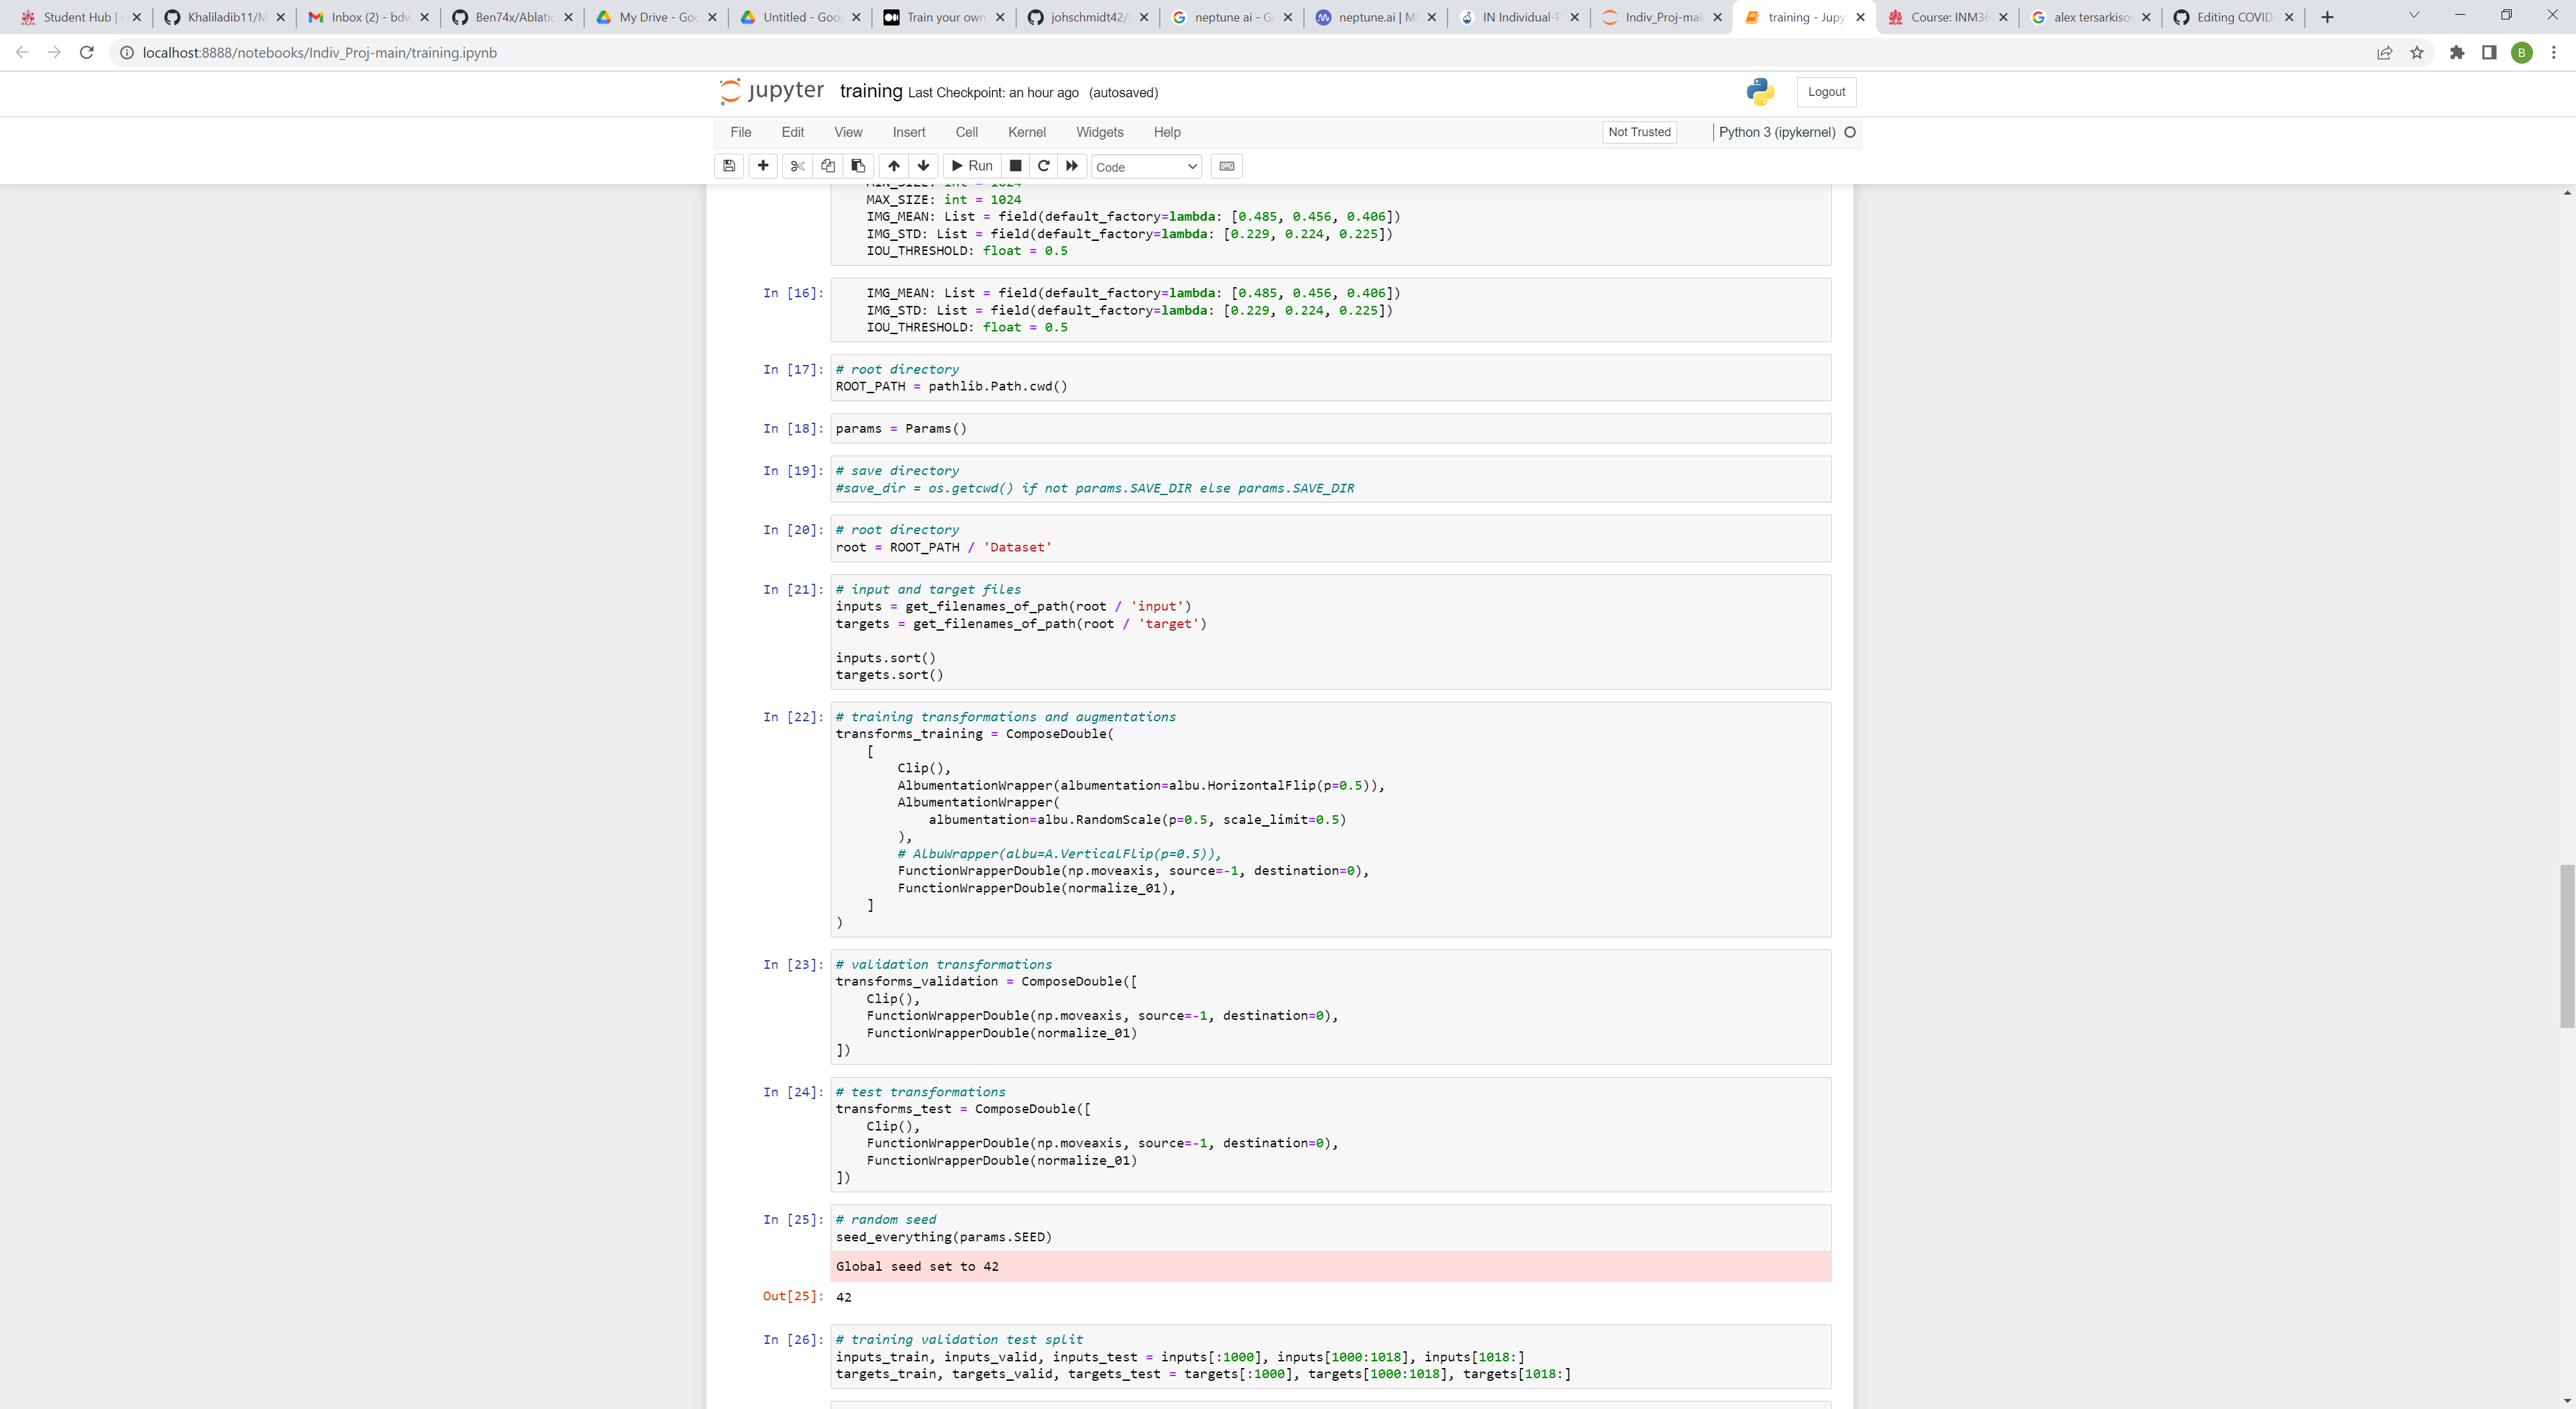 Student Hub |
Khaliladib11/M
Inbox (2) - bdw
Ben74x/Ablatio
My Drive - Goo
Untitled - Goo
Train your own
johschmidt42/
neptune ai - G
neptune.ai | M
IN Individual-P
Indiv_Proj-mai
training - Jupy
Course: INM36
alex tersarkiso
Editing COVID
localhost:8888/notebooks/Indiv_Proj-main/training.ipynb
B
jupyter training Last Checkpoint: an hour ago (autosaved)
Logout
File Edit View Insert Cell Kernel Widgets Help
Not Trusted
Python 3 (ipykernel)
Run
Code
MIN_SIZE: int = 1024
MAX_SIZE: int = 1024
IMG_MEAN: List = field(default_factory=lambda: [0.485, 0.456, 0.406])
IMG_STD: List = field(default_factory=lambda: [0.229, 0.224, 0.225])
IOU_THRESHOLD: float = 0.5
In [16]: IMG_MEAN: List = field(default_factory=lambda: [0.485, 0.456, 0.406])
IMG_STD: List = field(default_factory=lambda: [0.229, 0.224, 0.225])
IOU_THRESHOLD: float = 0.5
In [17]: # root directory
ROOT_PATH = pathlib.Path.cwd()
In [18]: params = Params()
In [19]: # save directory
#save_dir = os.getcwd() if not params.SAVE_DIR else params.SAVE_DIR
In [20]: # root directory
root = ROOT_PATH / 'Dataset'
In [21]: # input and target files
inputs = get_filenames_of_path(root / 'input')
targets = get_filenames_of_path(root / 'target')
inputs.sort()
targets.sort()
In [22]: # training transformations and augmentations
transforms_training = ComposeDouble(
[
Clip(),
AlbumentationWrapper(albumentation=albu.HorizontalFlip(p=0.5)),
AlbumentationWrapper(
albumentation=albu.RandomScale(p=0.5, scale_limit=0.5)
),
# AlbuWrapper(albu=A.VerticalFlip(p=0.5)),
FunctionWrapperDouble(np.moveaxis, source=-1, destination=0),
FunctionWrapperDouble(normalize_01),
]
)
In [23]: # validation transformations
transforms_validation = ComposeDouble([
Clip(),
FunctionWrapperDouble(np.moveaxis, source=-1, destination=0),
FunctionWrapperDouble(normalize_01)
])
In [24]: # test transformations
transforms_test = ComposeDouble([
Clip(),
FunctionWrapperDouble(np.moveaxis, source=-1, destination=0),
FunctionWrapperDouble(normalize_01)
])
In [25]: # random seed
seed_everything(params.SEED)
Global seed set to 42
Out[25]: 42
In [26]: # training validation test split
inputs_train, inputs_valid, inputs_test = inputs[:1000], inputs[1000:1018], inputs[1018:]
targets_train, targets_valid, targets_test = targets[:1000], targets[1000:1018], targets[1018:]